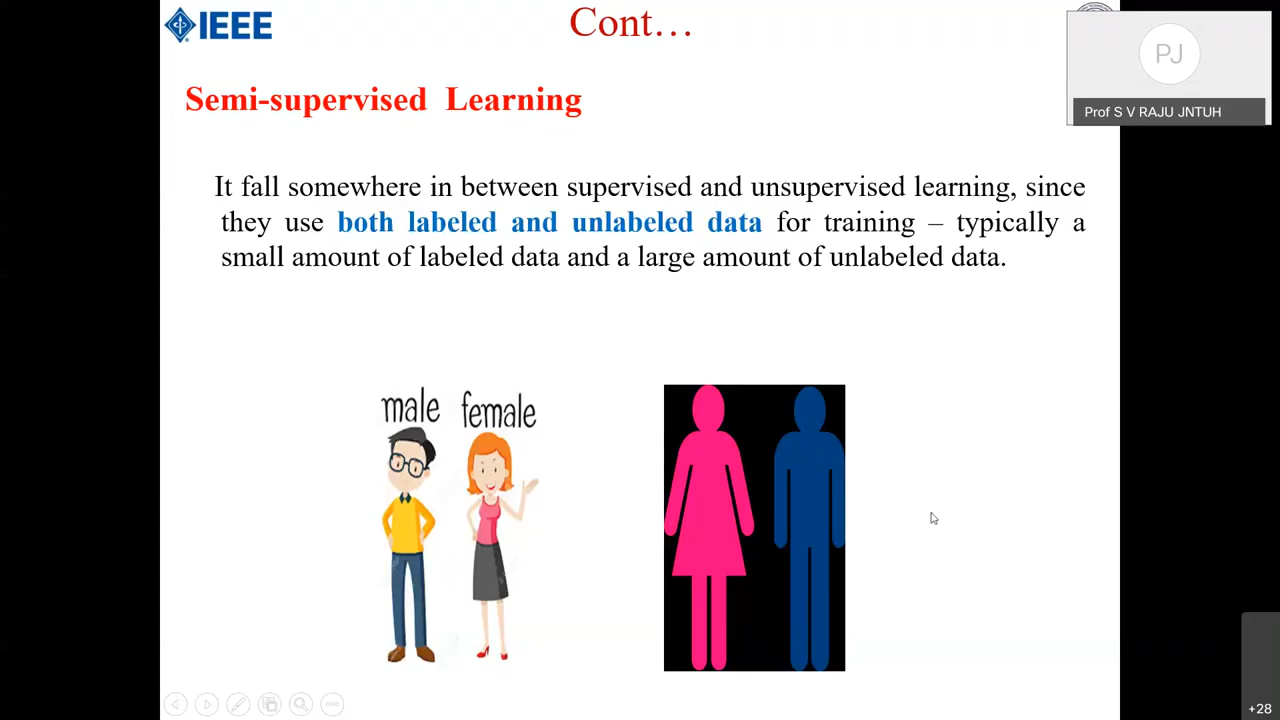 IEEE
Cont…
PJ
Prof S V RAJU JNTUH
Semi-supervised Learning
It fall somewhere in between supervised and unsupervised learning, since
they use both labeled and unlabeled data for training – typically a
small amount of labeled data and a large amount of unlabeled data.
male female
+28